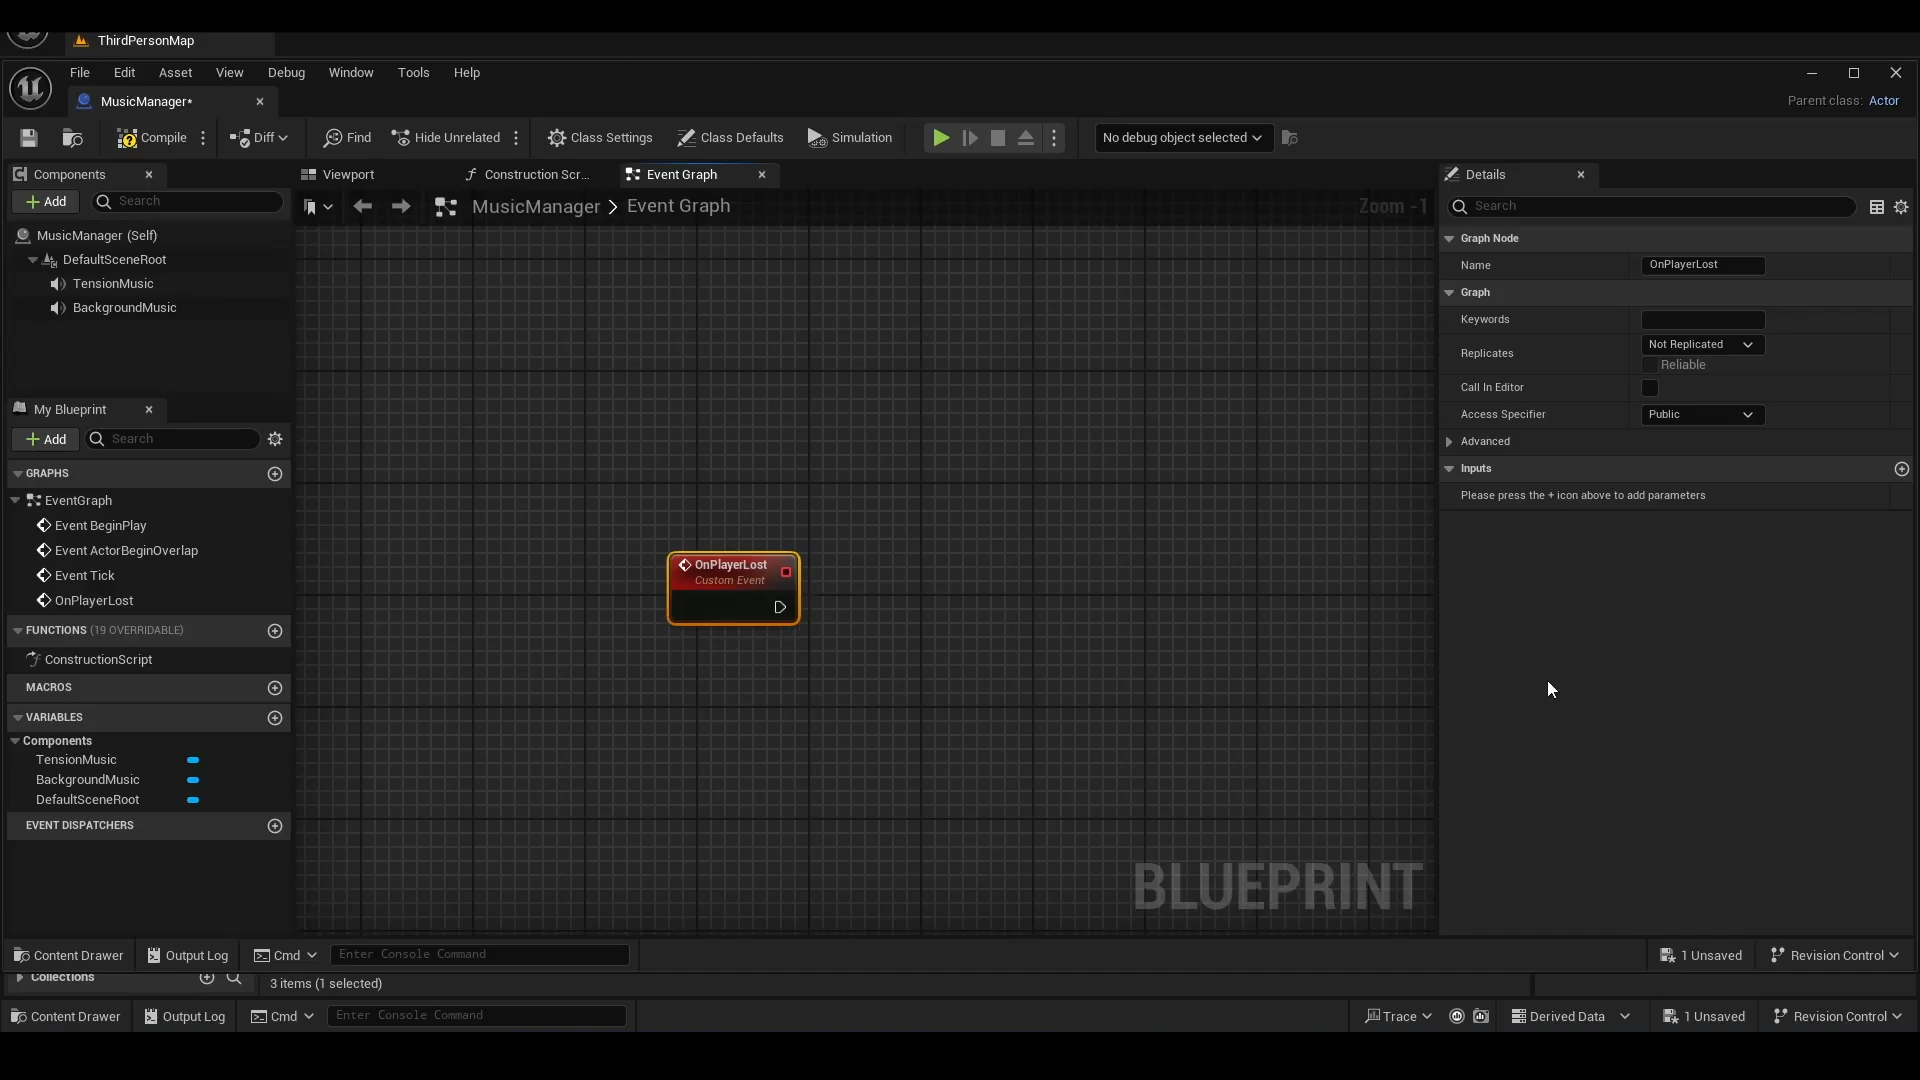 ThirdPersonMap
File Edit Asset View Debug Window Tools Help
MusicManager*
Parent class: Actor
Compile Diff Find Hide Unrelated Class Settings Class Defaults Simulation No debug object selected
Components
Add Search
MusicManager (Self)
DefaultSceneRoot
TensionMusic
BackgroundMusic
My Blueprint
Add Search
GRAPHS
EventGraph
Event BeginPlay
Event ActorBeginOverlap
Event Tick
OnPlayerLost
FUNCTIONS (19 OVERRIDABLE)
ConstructionScript
MACROS
VARIABLES
Components
TensionMusic
BackgroundMusic
DefaultSceneRoot
EVENT DISPATCHERS
Viewport Construction Scr... Event Graph
MusicManager > Event Graph Zoom -1
OnPlayerLost
Custom Event
BLUEPRINT
Details
Search
Graph Node
Name OnPlayerLost
Graph
Keywords
Replicates Not Replicated
Reliable
Call In Editor
Access Specifier Public
Advanced
Inputs
Please press the + icon above to add parameters
Content Drawer Output Log Cmd Enter Console Command 1 Unsaved Revision Control
Collections 3 items (1 selected)
Content Drawer Output Log Cmd Enter Console Command Trace Derived Data 1 Unsaved Revision Control